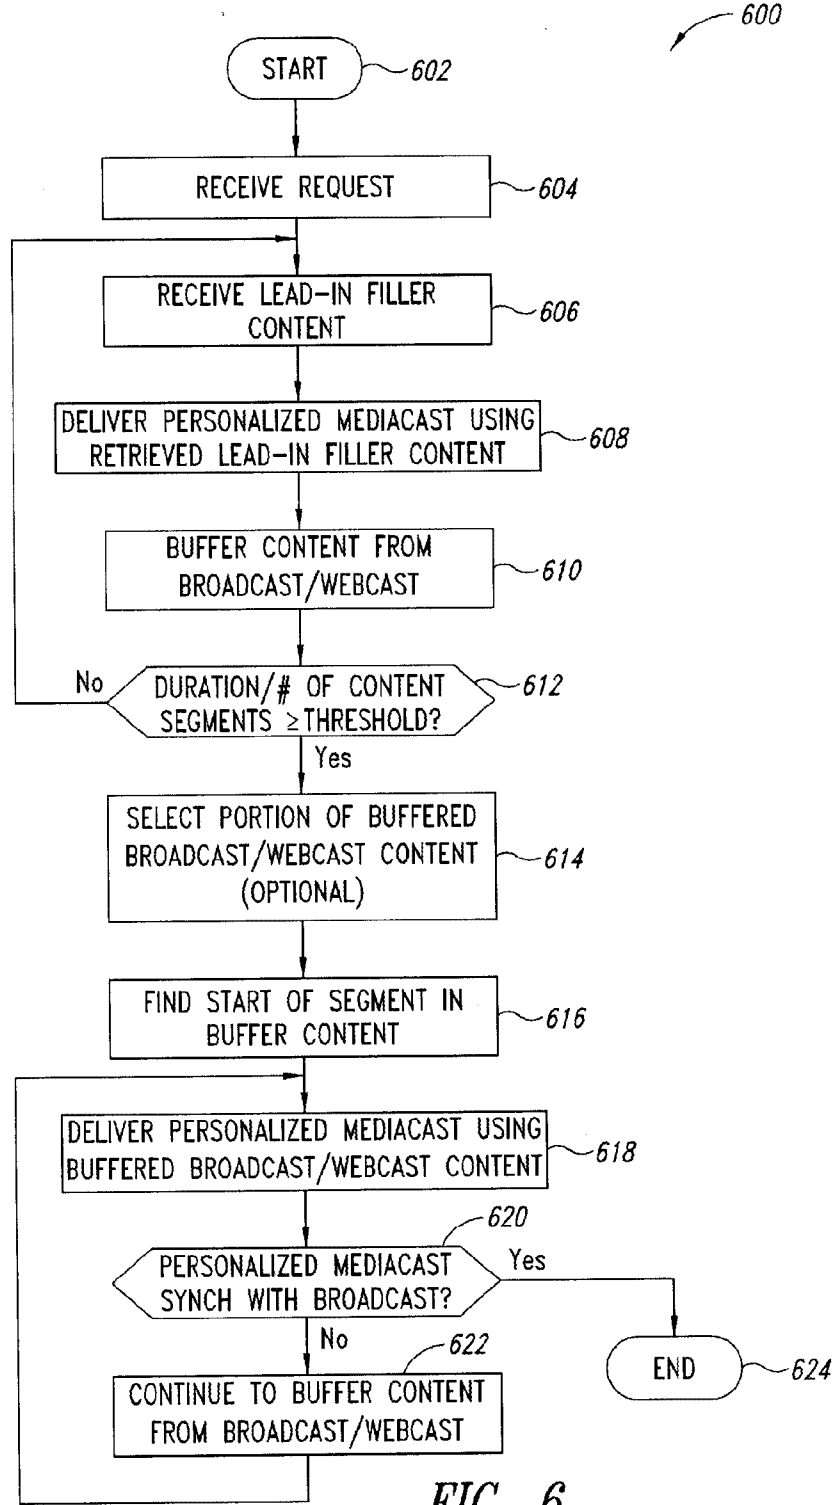 600
START
602
RECEIVE REQUEST
604
RECEIVE LEAD-IN FILLER
CONTENT
606
DELIVER PERSONALIZED MEDIACAST USING
RETRIEVED LEAD-IN FILLER CONTENT
608
BUFFER CONTENT FROM
BROADCAST/WEBCAST
610
No
DURATION/# OF CONTENT
SEGMENTS ≥THRESHOLD?
612
Yes
SELECT PORTION OF BUFFERED
BROADCAST/WEBCAST CONTENT
(OPTIONAL)
614
FIND START OF SEGMENT IN
BUFFER CONTENT
616
DELIVER PERSONALIZED MEDIACAST USING
BUFFERED BROADCAST/WEBCAST CONTENT
618
620
PERSONALIZED MEDIACAST
SYNCH WITH BROADCAST?
Yes
No
622
CONTINUE TO BUFFER CONTENT
FROM BROADCAST/WEBCAST
END
624
FIG. 6